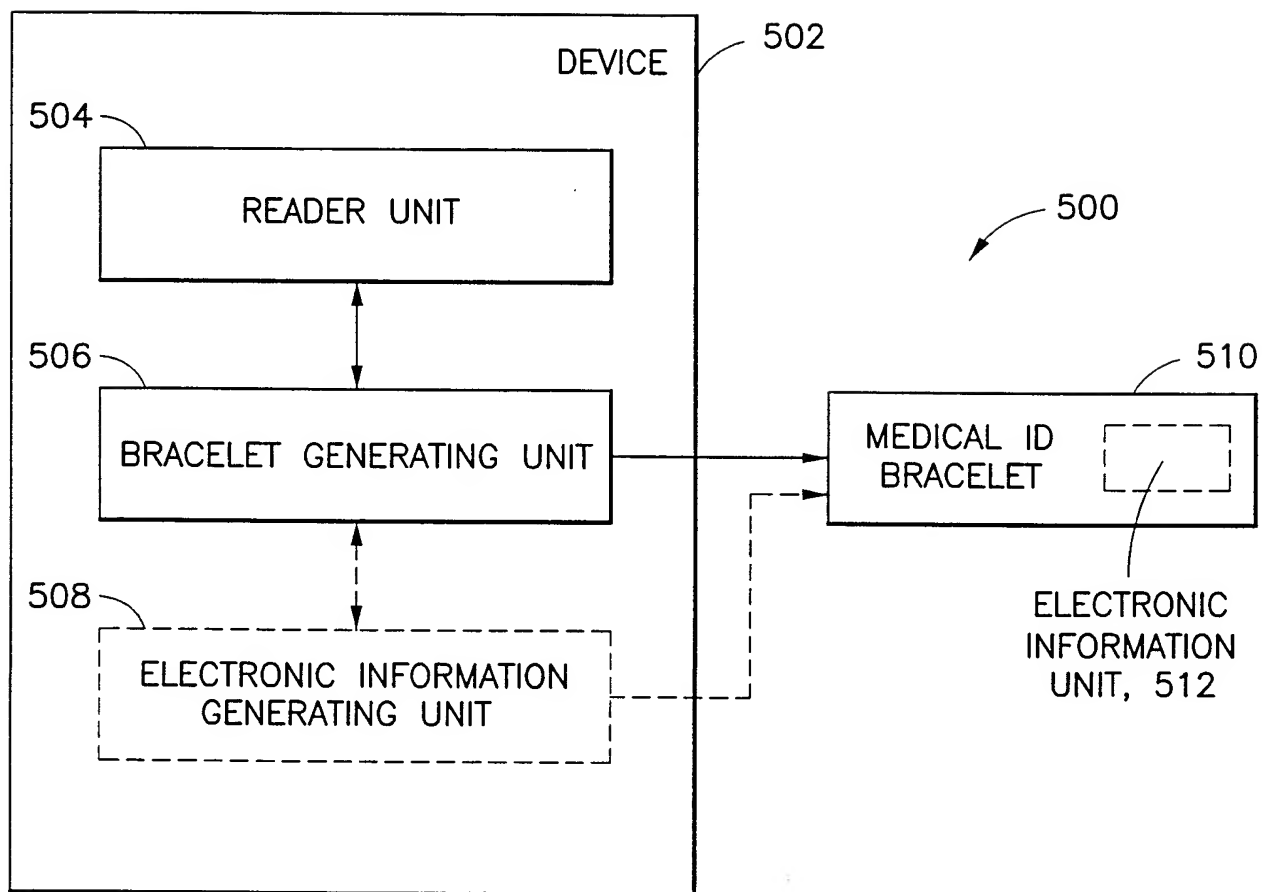 502
DEVICE
504
READER UNIT
500
506
510
BRACELET GENERATING UNIT
MEDICAL ID
BRACELET
508
ELECTRONIC INFORMATION
GENERATING UNIT
ELECTRONIC
INFORMATION
UNIT, 512